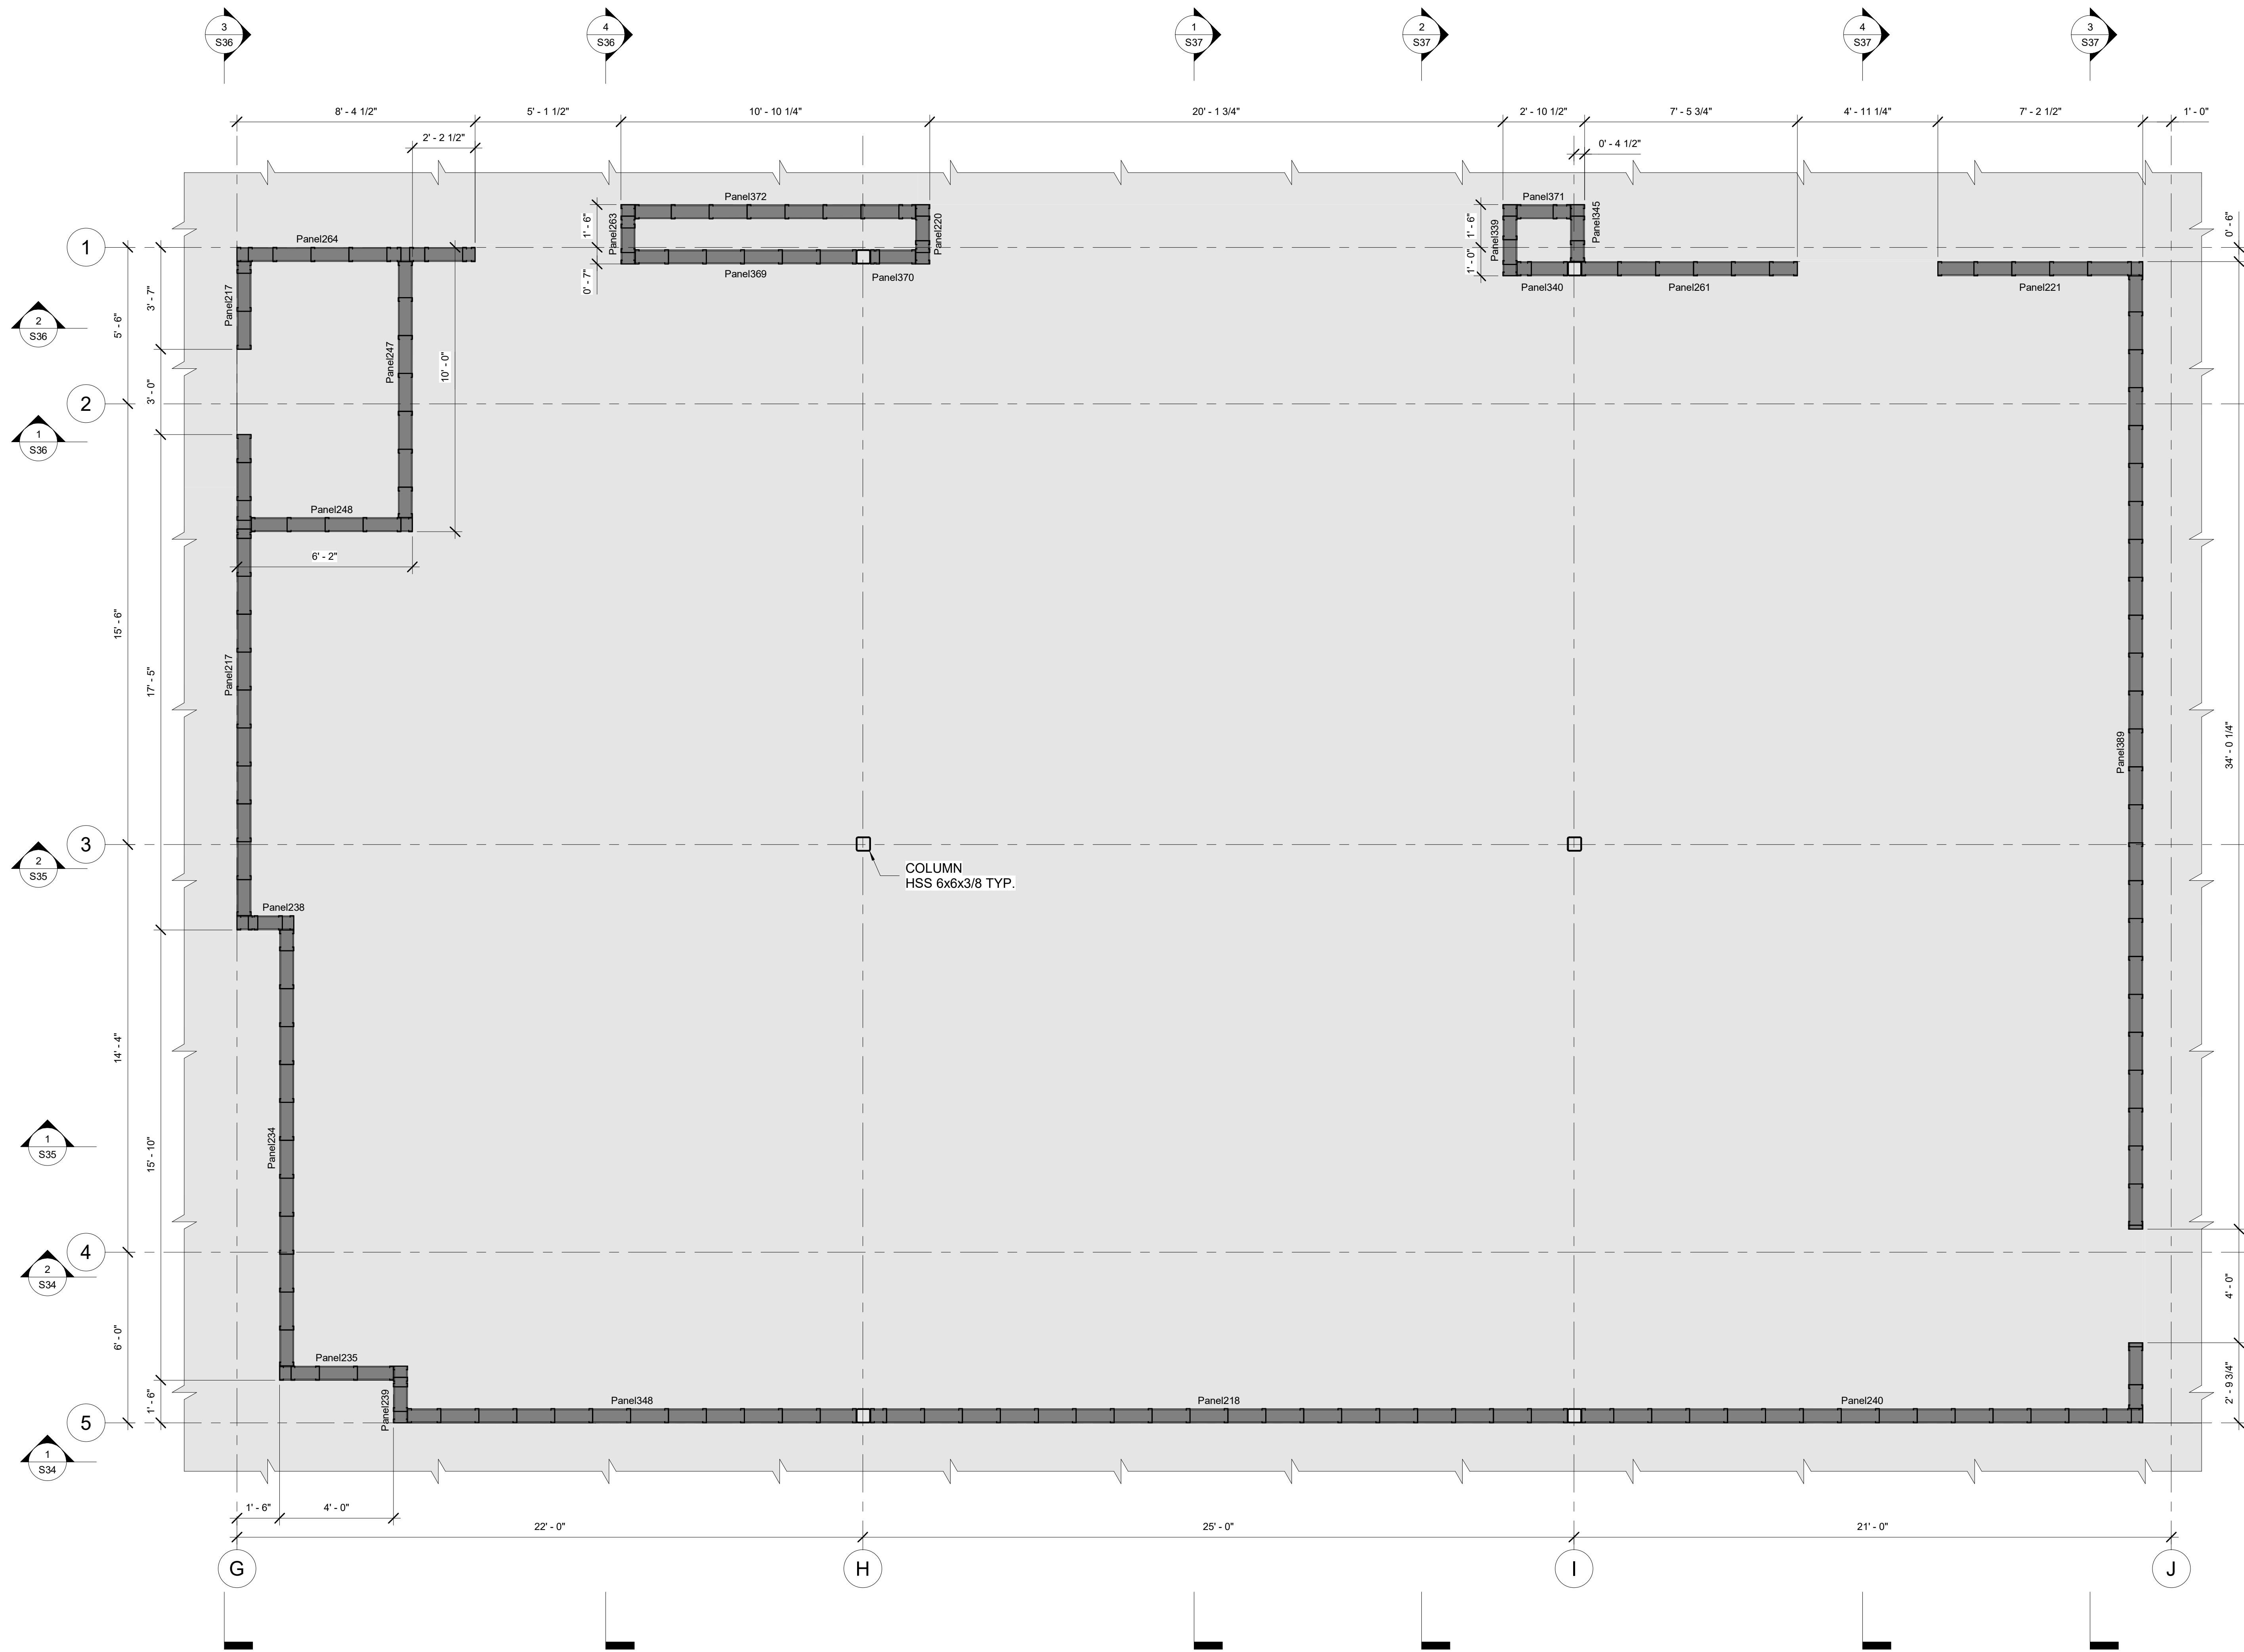 3
S36
4
S36
1
S37
2
S37
4
S37
3
S37
8' - 4 1/2"
5' - 1 1/2"
10' - 10 1/4"
20' - 1 3/4"
2' - 10 1/2"
7' - 5 3/4"
4' - 11 1/4"
7' - 2 1/2"
1' - 0"
2' - 2 1/2"
0' - 4 1/2"
Panel372
Panel371
Panel263
Panel220
Panel339
Panel345
1' - 6"
0' - 7"
1' - 6"
1' - 0"
0' - 6"
1
Panel264
Panel369
Panel370
Panel340
Panel261
Panel221
Panel217
3' - 7"
5' - 6"
2
S36
Panel247
10' - 0"
3' - 0"
2
1
S36
Panel248
6' - 2"
15' - 6"
17' - 5"
Panel217
Panel389
34' - 0 1/4"
3
2
S35
COLUMN
HSS 6x6x3/8 TYP.
Panel238
14' - 4"
15' - 10"
Panel234
1
S35
4
2
S34
6' - 0"
4' - 0"
Panel235
1' - 6"
Panel239
Panel348
Panel218
Panel240
2' - 9 3/4"
5
1
S34
1' - 6"
4' - 0"
22' - 0"
25' - 0"
21' - 0"
G
H
I
J